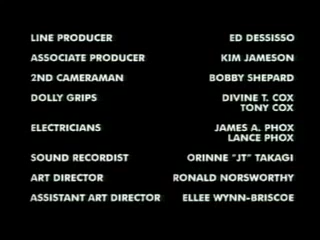 LINE PRODUCER ED DESSISSO
ASSOCIATE PRODUCER KIM JAMESON
2ND CAMERAMAN BOBBY SHEPARD
DOLLY GRIPS DIVINE T. COX
TONY COX
ELECTRICIANS JAMES A. PHOX
LANCE PHOX
SOUND RECORDIST ORINNE "JT" TAKAGI
ART DIRECTOR RONALD NORSWORTHY
ASSISTANT ART DIRECTOR ELLEE WYNN-BRISCOE